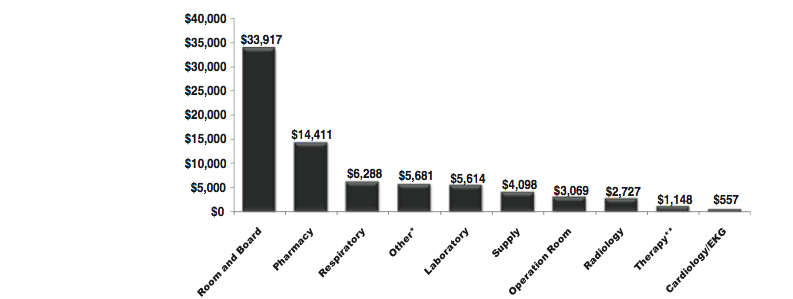 $40,000
$35,000
$30,000
$25,000
$20,000
$15,000
$10,000
$5,000
$0
$33,917
$14,411
$6,288
$5,681
$5,614
$4,098
$3,069
$2,727
$1,148
$557
Room and Board
Pharmacy
Respiratory
Other*
Laboratory
Supply
Operation Room
Radiology
Therapy**
Cardiology/EKG